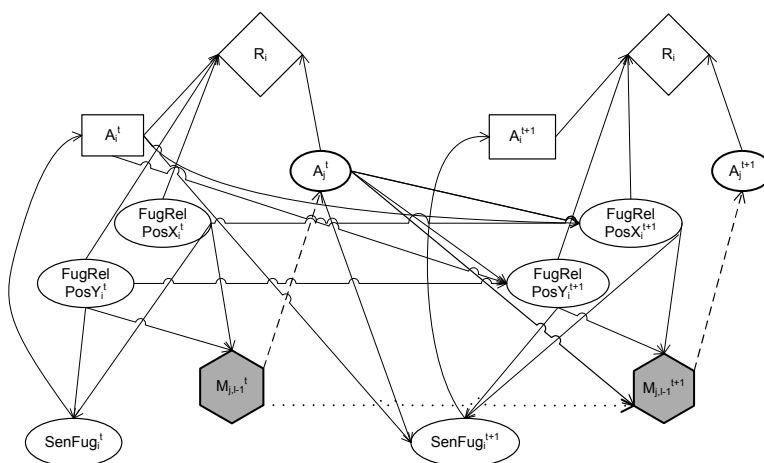 R_i
R_i
A_i^t
A_i^{t+1}
A_j^t
A_j^{t+1}
FugRel
PosX_i^t
FugRel
PosX_i^{t+1}
FugRel
PosY_i^t
FugRel
PosY_i^{t+1}
M_{j,l-1}^t
M_{j,l-1}^{t+1}
SenFug_i^t
SenFug_i^{t+1}